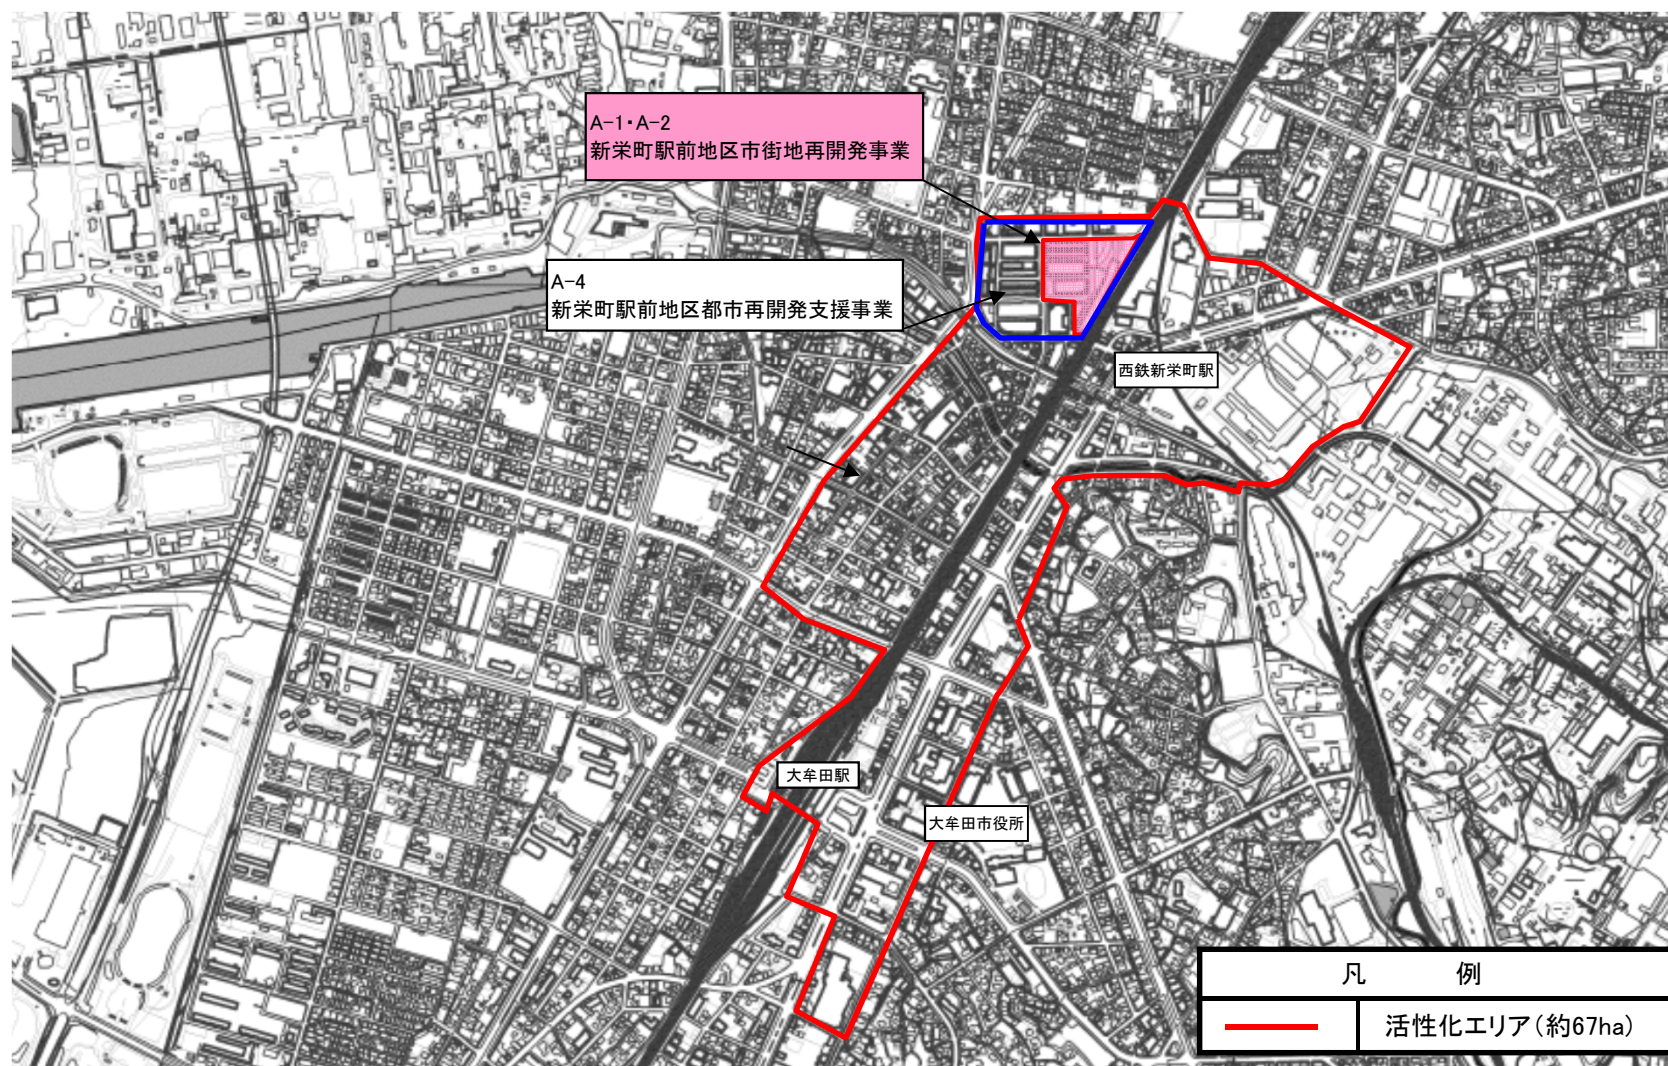 A-1・A-2
新栄町駅前地区市街地再開発事業
A-4
新栄町駅前地区都市再開発支援事業
西鉄新栄町駅
大牟田駅
大牟田市役所
凡　例
活性化エリア（約67ha）